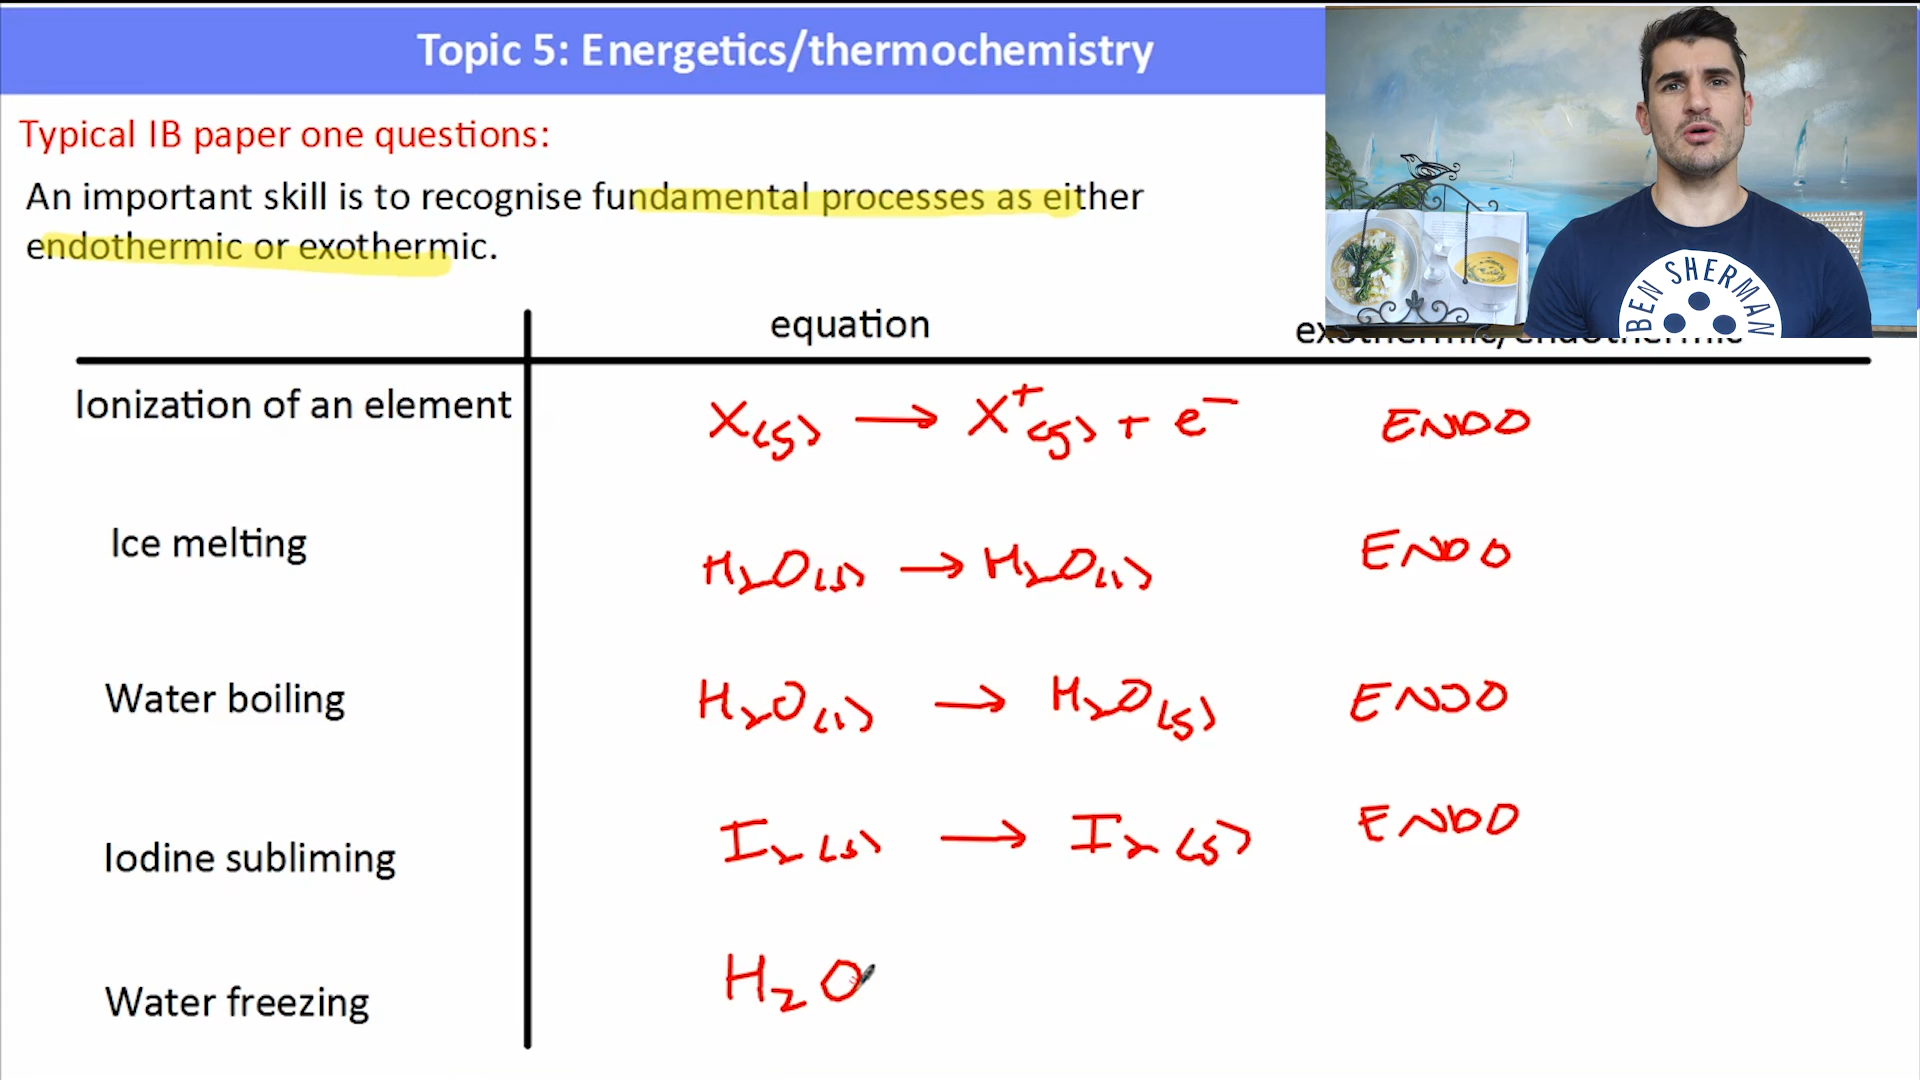 Topic 5: Energetics/thermochemistry
Typical IB paper one questions:
An important skill is to recognise fundamental processes as either
endothermic or exothermic.
BEN SHERMAN
equation exothermic/endothermic
Ionization of an element X(g) → X⁺(g) + e⁻ ENDO
Ice melting H₂O(s) → H₂O(l) ENDO
Water boiling H₂O(l) → H₂O(g) ENDO
Iodine subliming I₂(s) → I₂(g) ENDO
Water freezing H₂O